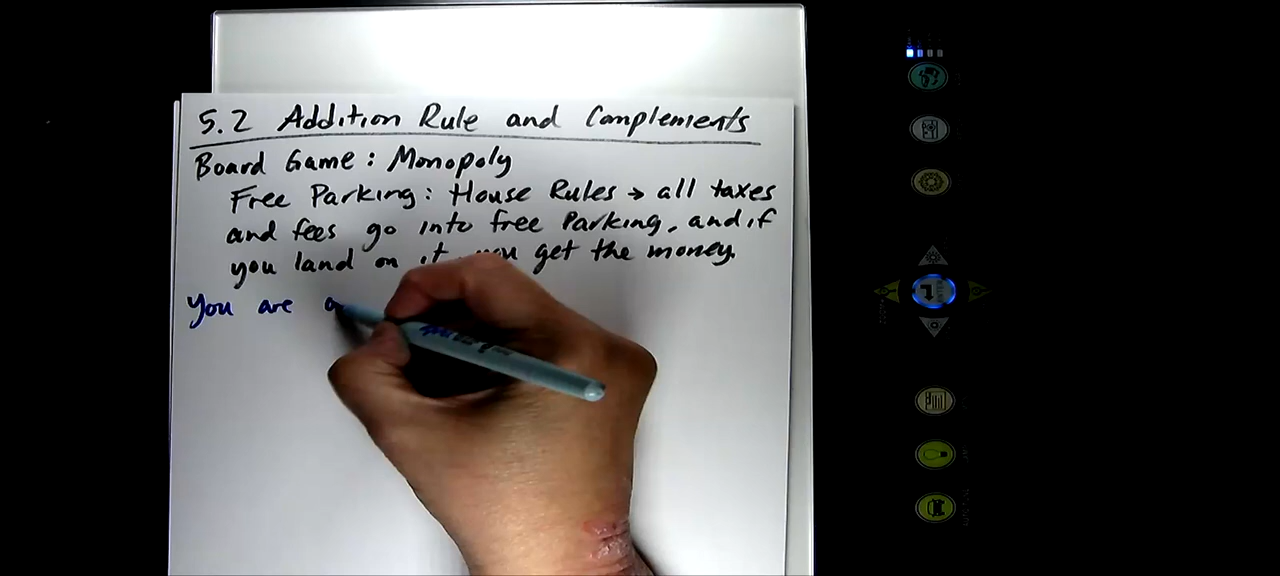 5.2 Addition Rule and Complements
Board Game: Monopoly
Free Parking: House Rules → all taxes
and fees go into free Parking, and if
you land on it, you get the money.
You are a